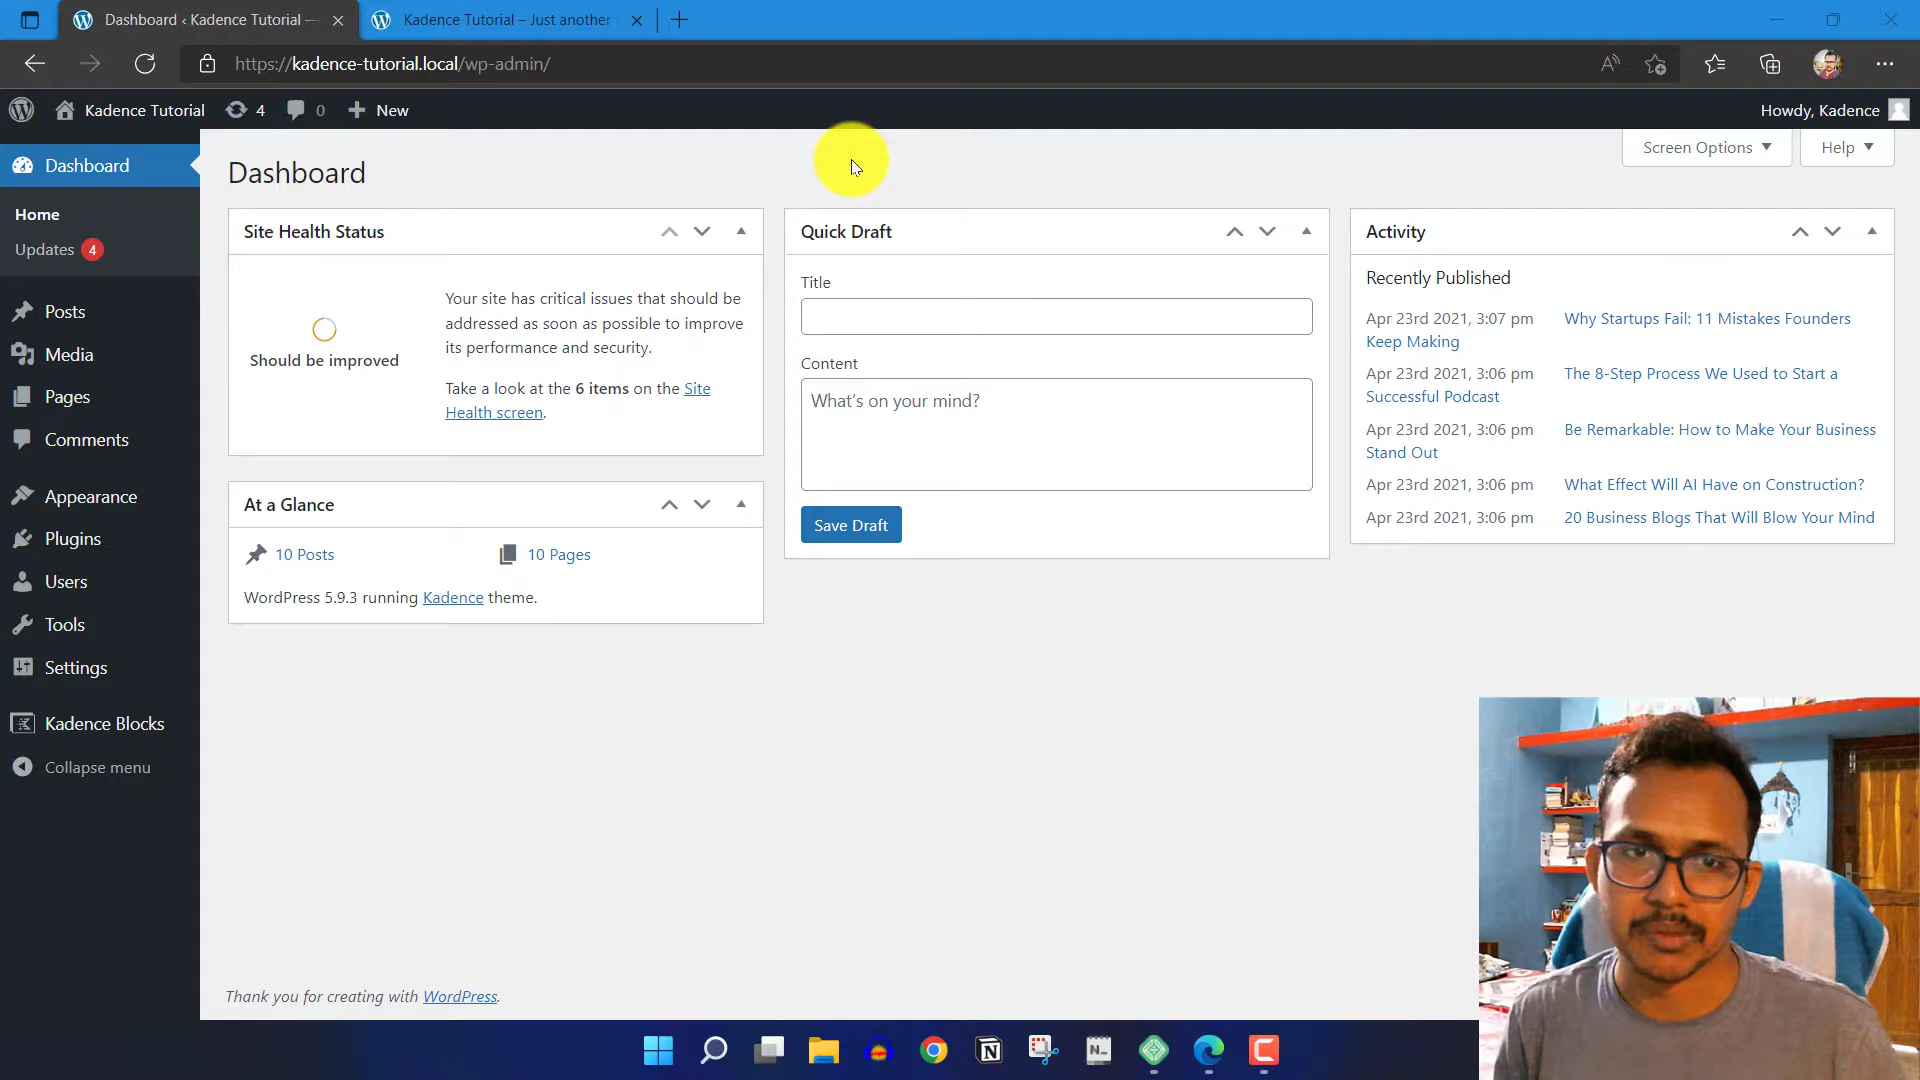 Dashboard ‹ Kadence Tutorial —
Kadence Tutorial – Just another
https://kadence-tutorial.local/wp-admin/
Kadence Tutorial
4
0
New
Howdy, Kadence
Screen Options
Help
Dashboard
Home
Updates 4
Posts
Media
Pages
Comments
Appearance
Plugins
Users
Tools
Settings
Kadence Blocks
Collapse menu
Dashboard
Site Health Status
Should be improved
Your site has critical issues that should be
addressed as soon as possible to improve
its performance and security.
Take a look at the 6 items on the Site
Health screen.
At a Glance
10 Posts
10 Pages
WordPress 5.9.3 running Kadence theme.
Quick Draft
Title
Content
What's on your mind?
Save Draft
Activity
Recently Published
Apr 23rd 2021, 3:07 pm Why Startups Fail: 11 Mistakes Founders
Keep Making
Apr 23rd 2021, 3:06 pm The 8-Step Process We Used to Start a
Successful Podcast
Apr 23rd 2021, 3:06 pm Be Remarkable: How to Make Your Business
Stand Out
Apr 23rd 2021, 3:06 pm What Effect Will AI Have on Construction?
Apr 23rd 2021, 3:06 pm 20 Business Blogs That Will Blow Your Mind
Thank you for creating with WordPress.